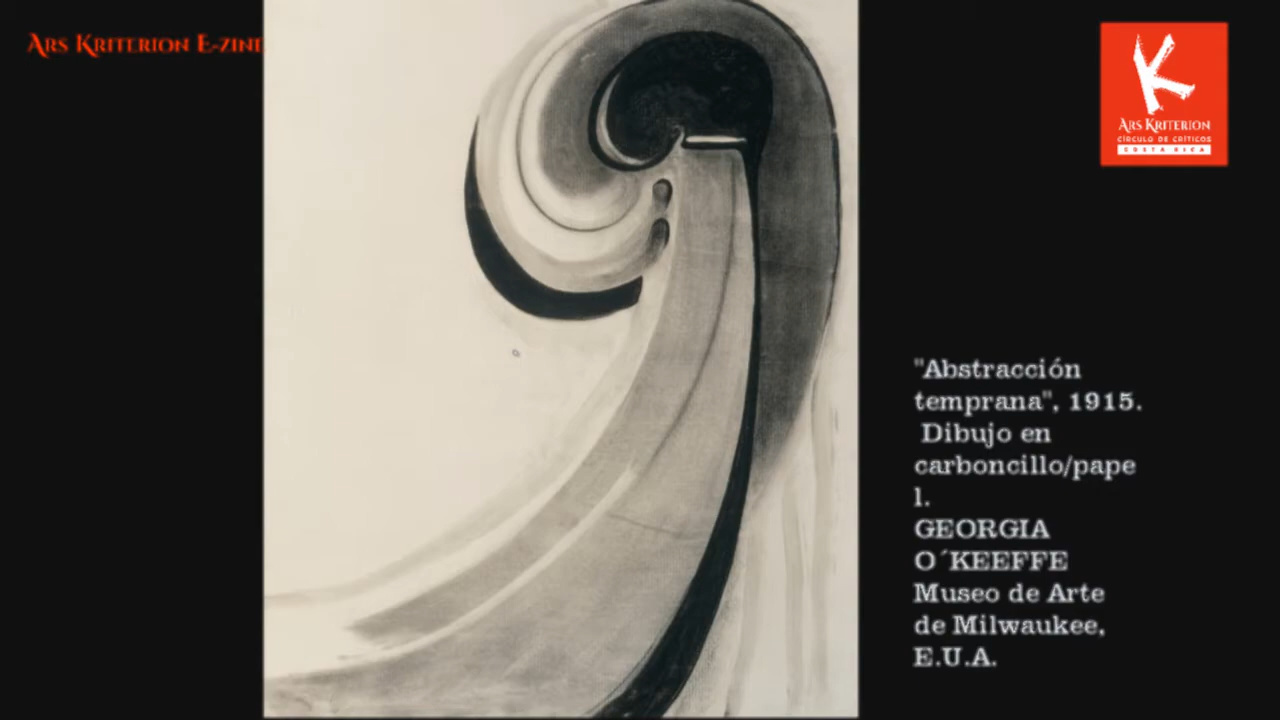 ARS KRITERION E-ZINE
K
ARS KRITERION
CÍRCULO DE CRÍTICOS
COSTA RICA
"Abstracción
temprana", 1915.
Dibujo en
carboncillo/pape
l.
GEORGIA
O´KEEFFE
Museo de Arte
de Milwaukee,
E.U.A.